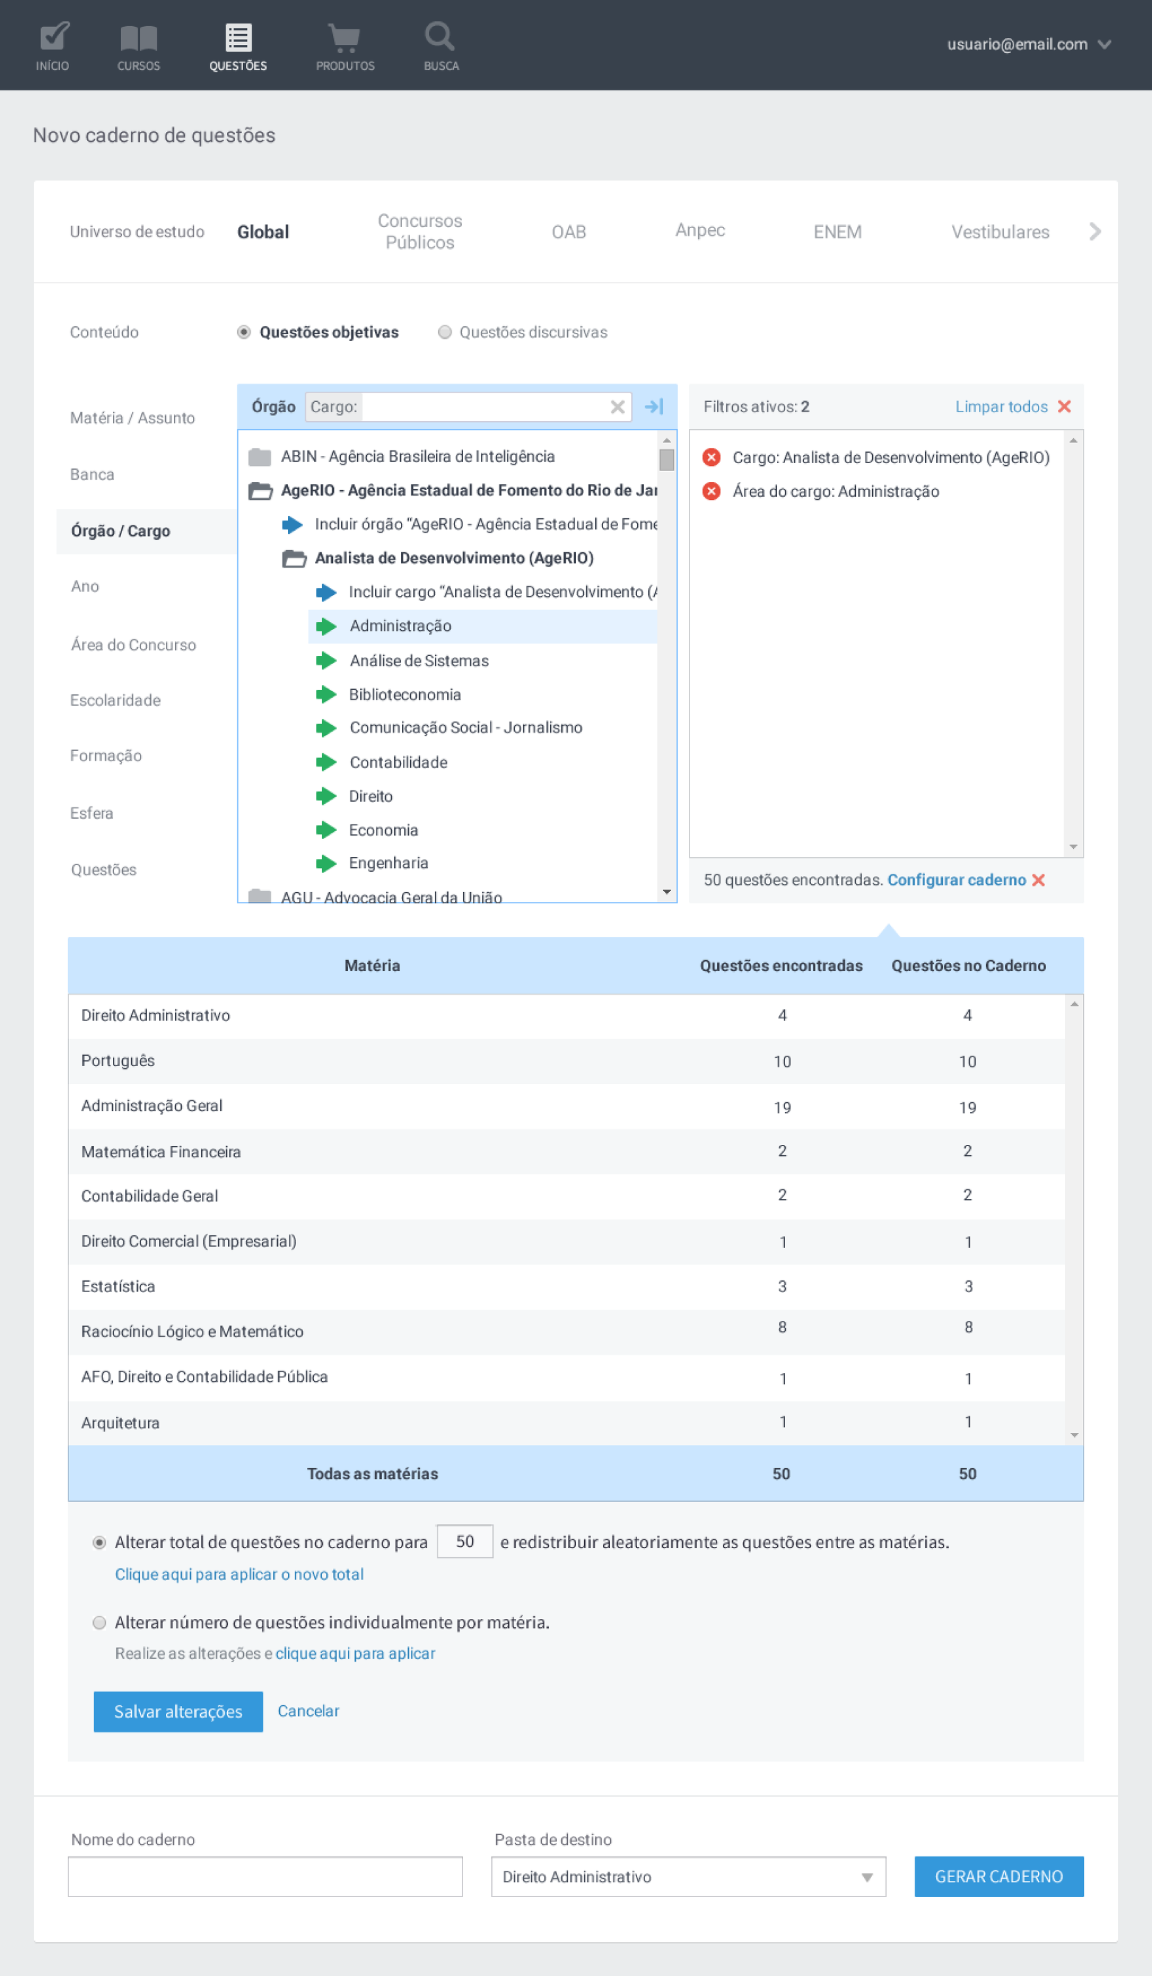 INÍCIO
CURSOS
QUESTÕES
PRODUTOS
BUSCA
usuario@email.com
Novo caderno de questões
Universo de estudo
Global
Concursos
Públicos
OAB
Anpec
ENEM
Vestibulares
Conteúdo
Questões objetivas
Questões discursivas
Matéria / Assunto
Banca
Órgão / Cargo
Ano
Área do Concurso
Escolaridade
Formação
Esfera
Questões
Órgão
Cargo:
ABIN - Agência Brasileira de Inteligência
AgeRIO - Agência Estadual de Fomento do Rio de Jar
Incluir órgão “AgeRIO - Agência Estadual de Fome
Analista de Desenvolvimento (AgeRIO)
Incluir cargo “Analista de Desenvolvimento (A
Administração
Análise de Sistemas
Biblioteconomia
Comunicação Social - Jornalismo
Contabilidade
Direito
Economia
Engenharia
AGU - Advocacia Geral da União
Filtros ativos: 2
Limpar todos
Cargo: Analista de Desenvolvimento (AgeRIO)
Área do cargo: Administração
50 questões encontradas. Configurar caderno
Matéria Questões encontradas Questões no Caderno
Direito Administrativo 4 4
Português 10 10
Administração Geral 19 19
Matemática Financeira 2 2
Contabilidade Geral 2 2
Direito Comercial (Empresarial) 1 1
Estatística 3 3
Raciocínio Lógico e Matemático 8 8
AFO, Direito e Contabilidade Pública 1 1
Arquitetura 1 1
Todas as matérias 50 50
Alterar total de questões no caderno para 50 e redistribuir aleatoriamente as questões entre as matérias.
Clique aqui para aplicar o novo total
Alterar número de questões individualmente por matéria.
Realize as alterações e clique aqui para aplicar
Salvar alterações
Cancelar
Nome do caderno
Pasta de destino
Direito Administrativo
GERAR CADERNO